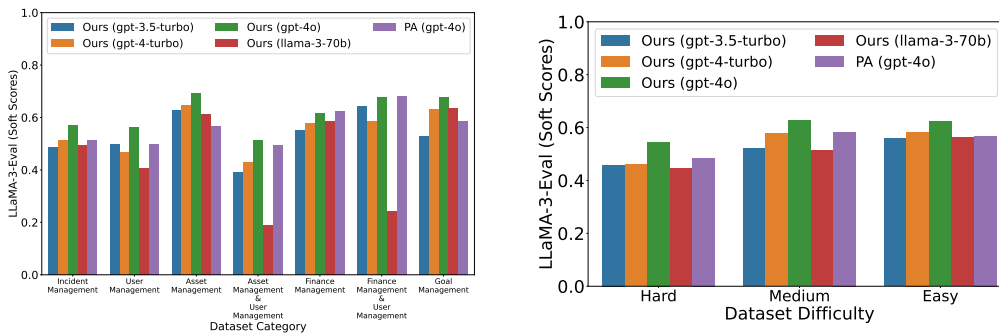 LLaMA-3-Eval (Soft Scores)
1.0
0.8
0.6
0.4
0.2
0.0
Ours (gpt-3.5-turbo)
Ours (gpt-4-turbo)
Ours (gpt-4o)
Ours (llama-3-70b)
PA (gpt-4o)
Incident
Management
User
Management
Asset
Management
Asset
Management
&
User
Management
Finance
Management
Finance
Management
&
User
Management
Goal
Management
Dataset Category
LLaMA-3-Eval (Soft Scores)
1.0
0.8
0.6
0.4
0.2
0.0
Ours (gpt-3.5-turbo)
Ours (gpt-4-turbo)
Ours (gpt-4o)
Ours (llama-3-70b)
PA (gpt-4o)
Hard
Medium
Easy
Dataset Difficulty